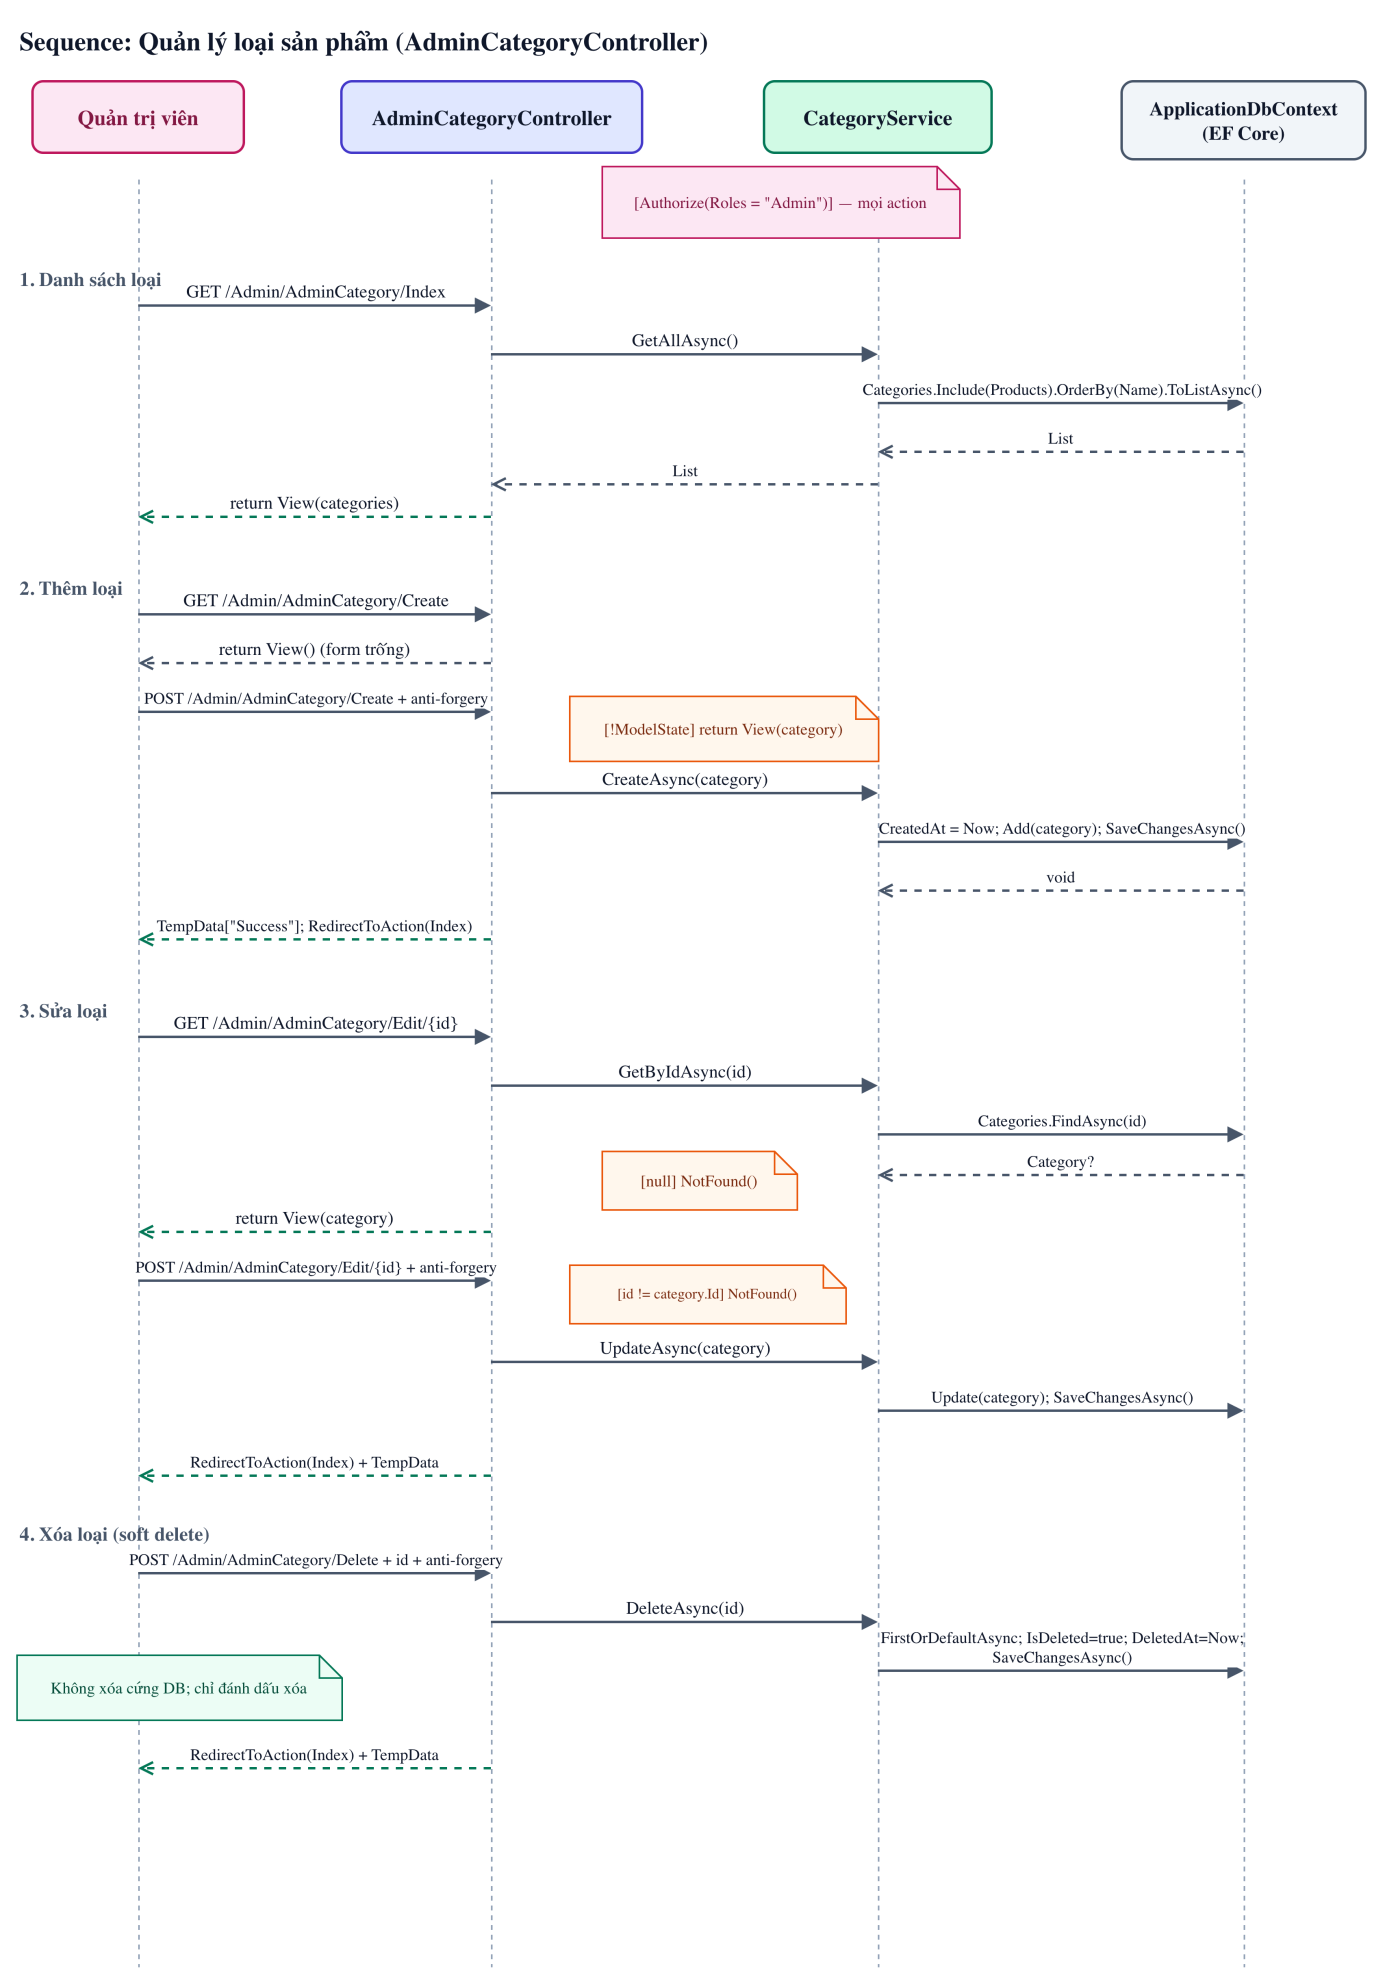 Sequence: Quản lý loại sản phẩm (AdminCategoryController)
Quản trị viên
AdminCategoryController
CategoryService
ApplicationDbContext
(EF Core)
[Authorize(Roles = "Admin")] — mọi action
1. Danh sách loại
GET /Admin/AdminCategory/Index
GetAllAsync()
Categories.Include(Products).OrderBy(Name).ToListAsync()
List
List
return View(categories)
2. Thêm loại
GET /Admin/AdminCategory/Create
return View() (form trống)
POST /Admin/AdminCategory/Create + anti-forgery
[!ModelState] return View(category)
CreateAsync(category)
CreatedAt = Now; Add(category); SaveChangesAsync()
void
TempData["Success"]; RedirectToAction(Index)
3. Sửa loại
GET /Admin/AdminCategory/Edit/{id}
GetByIdAsync(id)
Categories.FindAsync(id)
Category?
[null] NotFound()
return View(category)
POST /Admin/AdminCategory/Edit/{id} + anti-forgery
[id != category.Id] NotFound()
UpdateAsync(category)
Update(category); SaveChangesAsync()
RedirectToAction(Index) + TempData
4. Xóa loại (soft delete)
POST /Admin/AdminCategory/Delete + id + anti-forgery
DeleteAsync(id)
FirstOrDefaultAsync; IsDeleted=true; DeletedAt=Now;
SaveChangesAsync()
Không xóa cứng DB; chỉ đánh dấu xóa
RedirectToAction(Index) + TempData